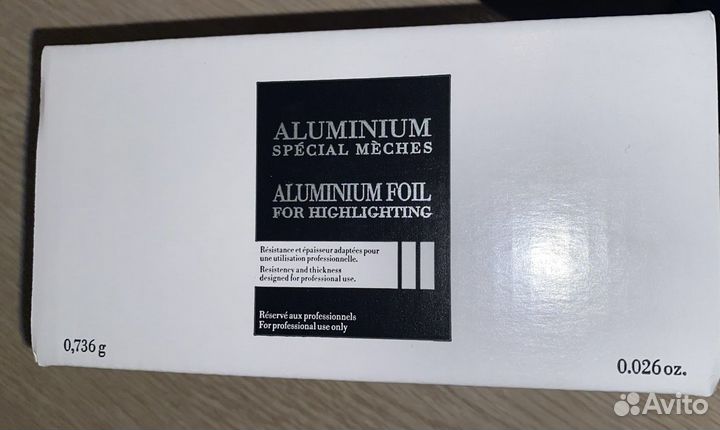 ALUMINIUM
SPÉCIAL MÈCHES
ALUMINIUM FOIL
FOR HIGHLIGHTING
Résistance et épaisseur adaptées pour
une utilisation professionnelle.
Resistency and thickness
designed for professional use.
Réservé aux professionnels
For professional use only
0,736 g
0.026 oz.
Avito